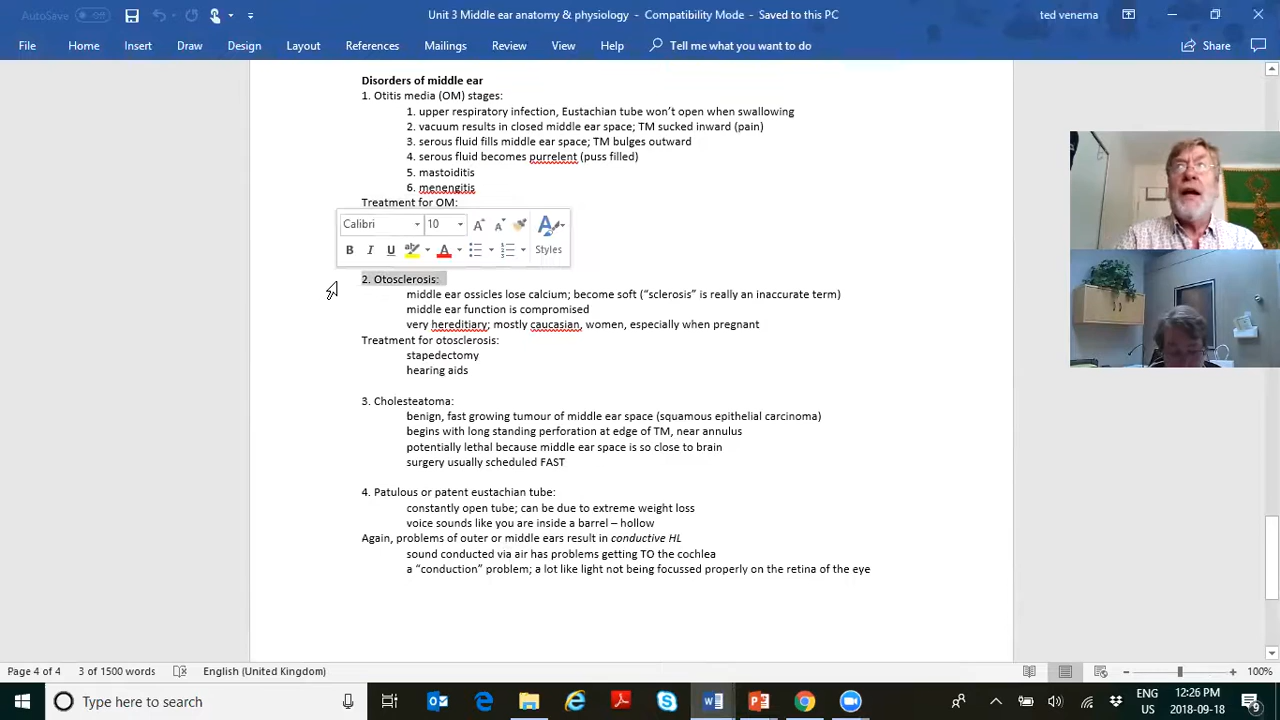 AutoSave Off
Unit 3 Middle ear anatomy & physiology - Compatibility Mode - Saved to this PC
ted venema
File Home Insert Draw Design Layout References Mailings Review View Help Tell me what you want to do Share
Disorders of middle ear
1. Otitis media (OM) stages:
1. upper respiratory infection, Eustachian tube won't open when swallowing
2. vacuum results in closed middle ear space; TM sucked inward (pain)
3. serous fluid fills middle ear space; TM bulges outward
4. serous fluid becomes purrelent (puss filled)
5. mastoiditis
6. menengitis
Treatment for OM:
Calibri 10
B I U Styles
2. Otosclerosis:
middle ear ossicles lose calcium; become soft ("sclerosis" is really an inaccurate term)
middle ear function is compromised
very hereditiary; mostly caucasian, women, especially when pregnant
Treatment for otosclerosis:
stapedectomy
hearing aids
3. Cholesteatoma:
benign, fast growing tumour of middle ear space (squamous epithelial carcinoma)
begins with long standing perforation at edge of TM, near annulus
potentially lethal because middle ear space is so close to brain
surgery usually scheduled FAST
4. Patulous or patent eustachian tube:
constantly open tube; can be due to extreme weight loss
voice sounds like you are inside a barrel – hollow
Again, problems of outer or middle ears result in conductive HL
sound conducted via air has problems getting TO the cochlea
a "conduction" problem; a lot like light not being focussed properly on the retina of the eye
Page 4 of 4 3 of 1500 words English (United Kingdom) 100%
Type here to search
ENG 12:26 PM
US 2018-09-18
9